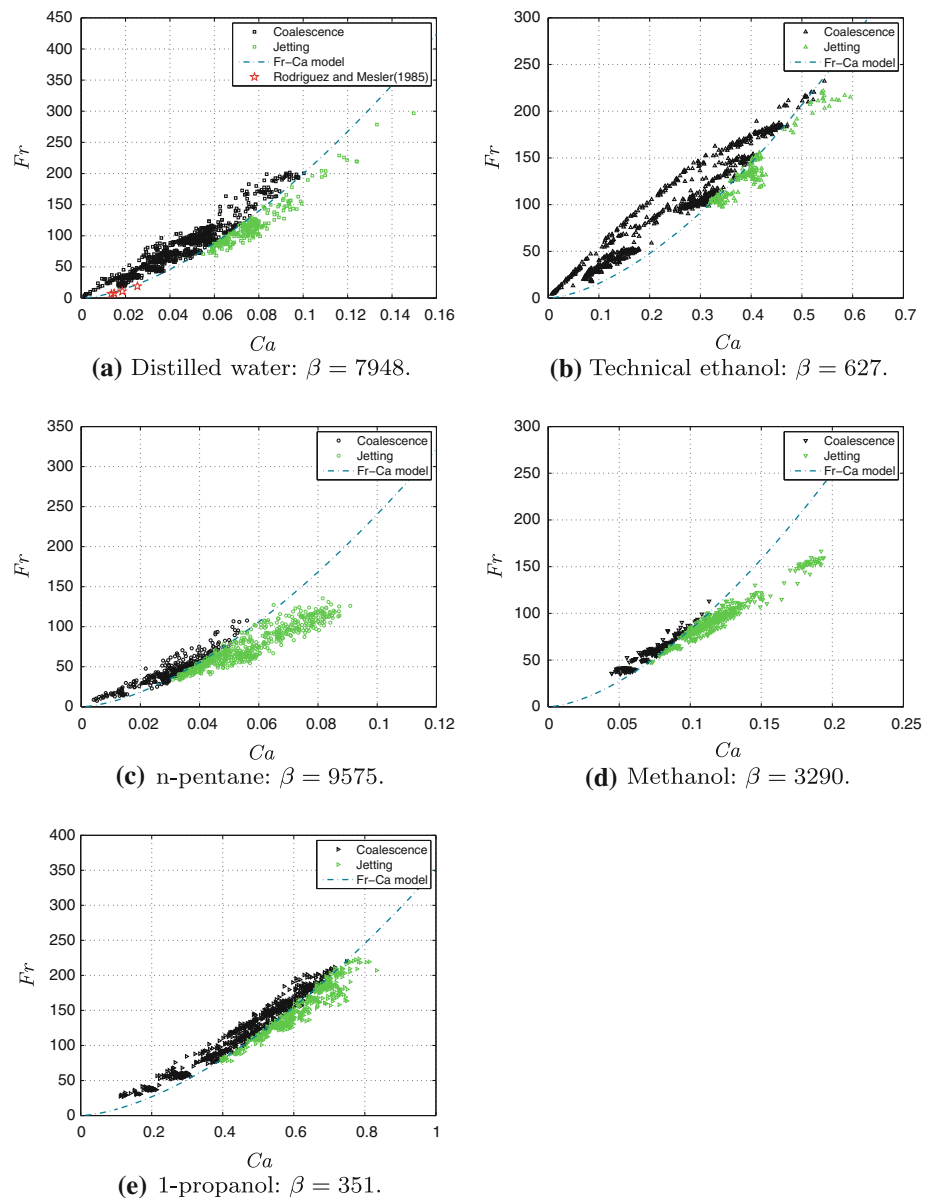 450
400
350
300
250
200
150
100
50
0
Fr
0 0.02 0.04 0.06 0.08 0.1 0.12 0.14 0.16
Ca
Coalescence
Jetting
Fr–Ca model
Rodriguez and Mesler(1985)
(a) Distilled water: β = 7948.
300
250
200
150
100
50
0
Fr
0 0.1 0.2 0.3 0.4 0.5 0.6 0.7
Ca
Coalescence
Jetting
Fr–Ca model
(b) Technical ethanol: β = 627.
350
300
250
200
150
100
50
0
Fr
0 0.02 0.04 0.06 0.08 0.1 0.12
Ca
Coalescence
Jetting
Fr–Ca model
(c) n-pentane: β = 9575.
300
250
200
150
100
50
0
Fr
0 0.05 0.1 0.15 0.2 0.25
Ca
Coalescence
Jetting
Fr–Ca model
(d) Methanol: β = 3290.
400
350
300
250
200
150
100
50
0
Fr
0 0.2 0.4 0.6 0.8 1
Ca
Coalescence
Jetting
Fr–Ca model
(e) 1-propanol: β = 351.